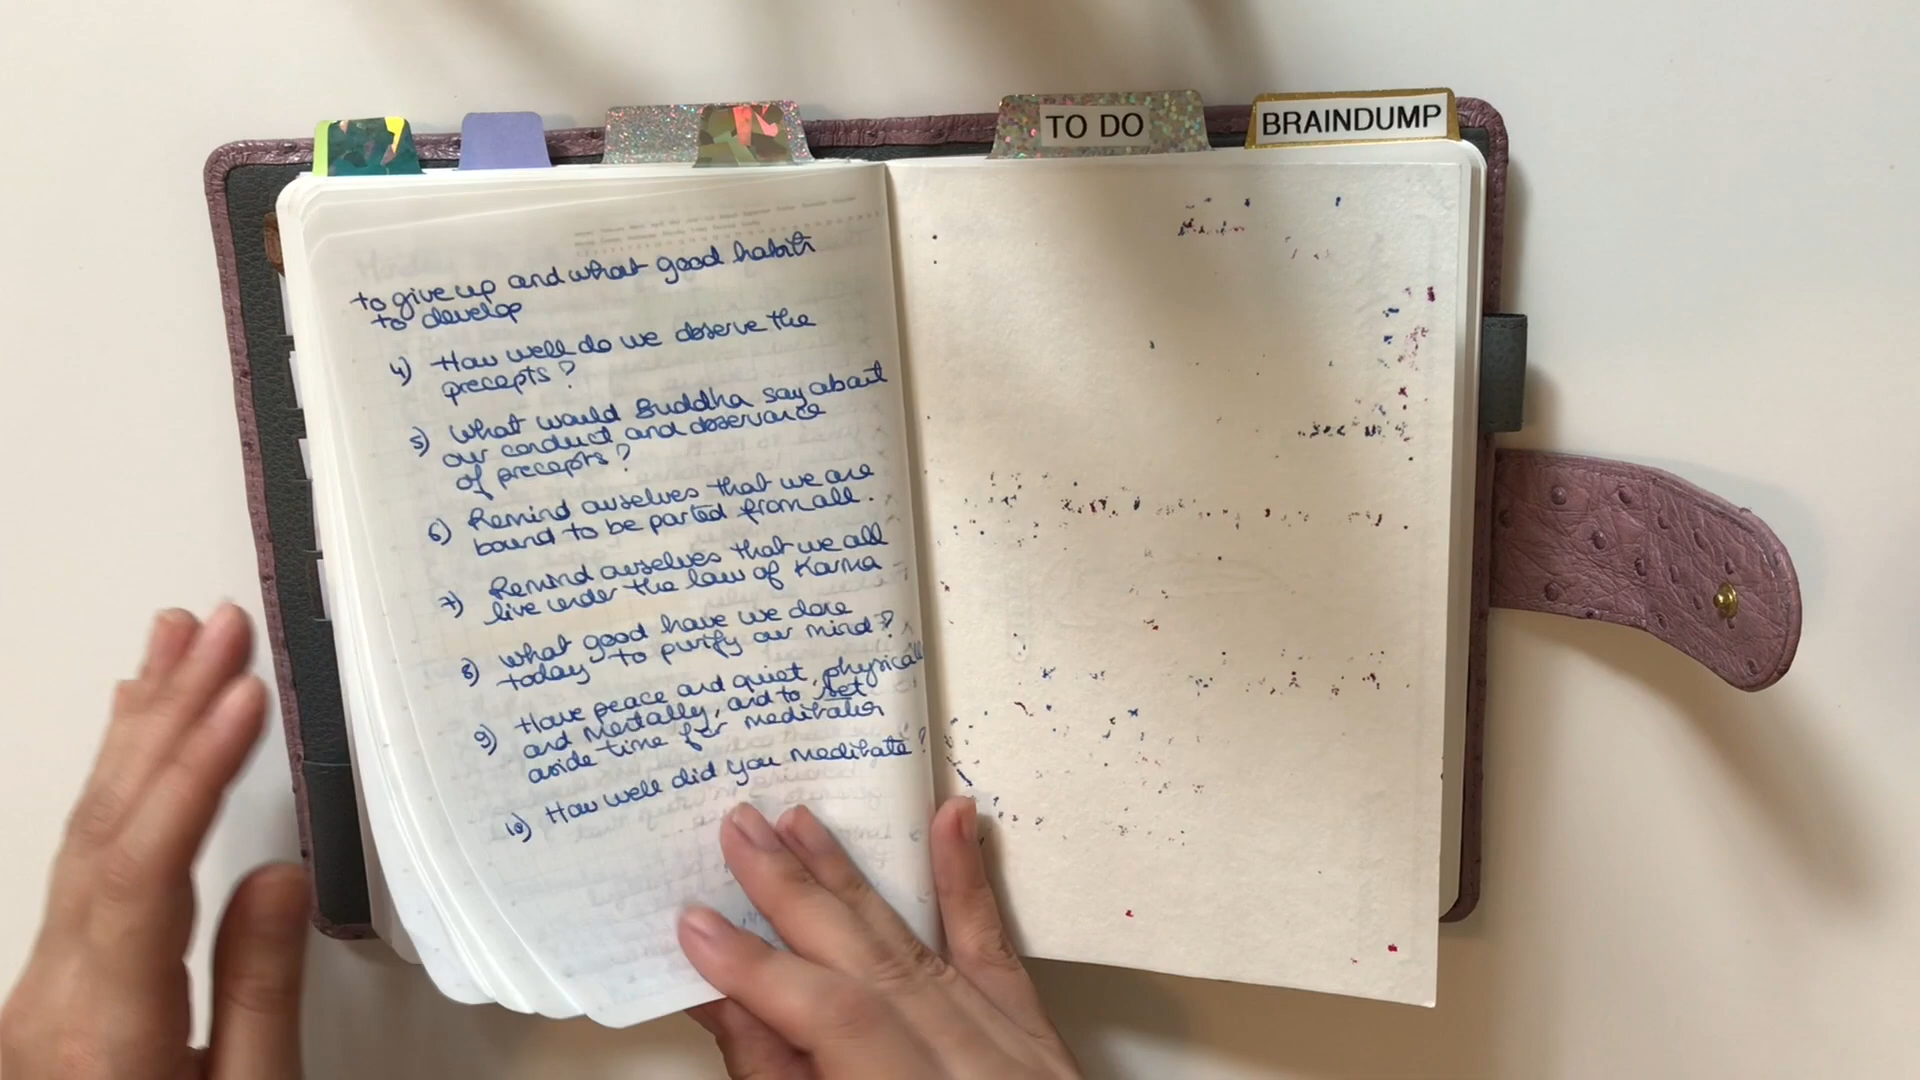 TO DO
BRAINDUMP
to give up and what good habits
to develop
4) How well do we observe the
precepts?
5) What would Buddha say about
our conduct and observance
of precepts?
6) Remind ourselves that we are
bound to be parted from all.
7) Remind ourselves that we all
live under the law of Karma
8) What good have we done
today to purify our mind?
9) Have peace and quiet, physically
and mentally, and to set
aside time for meditation
10) How well did you meditate?